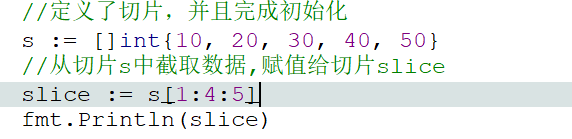 //定义了切片，并且完成初始化
s := []int{10, 20, 30, 40, 50}
//从切片s中截取数据,赋值给切片slice
slice := s[1:4:5]
fmt.Println(slice)